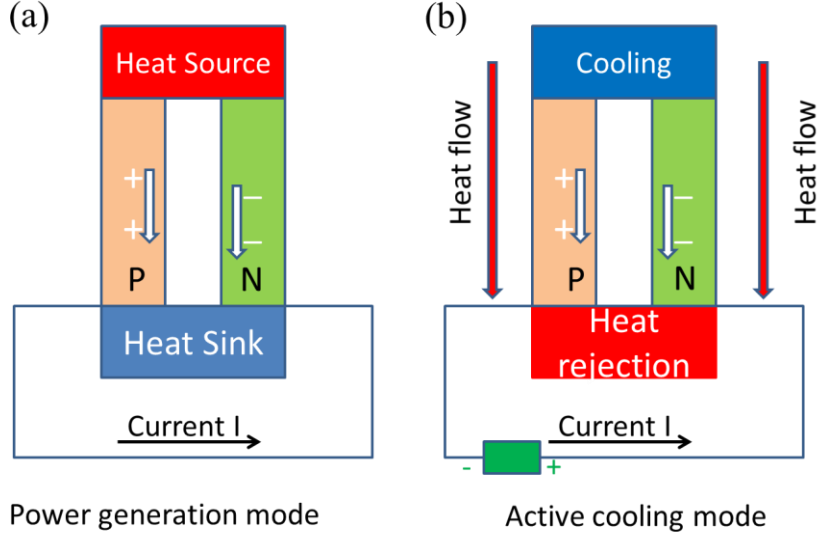 (a)
Heat Source
+
+
–
–
P
N
Heat Sink
Current I
Power generation mode
(b)
Cooling
Heat flow
Heat flow
+
+
–
–
P
N
Heat
rejection
Current I
-
+
Active cooling mode